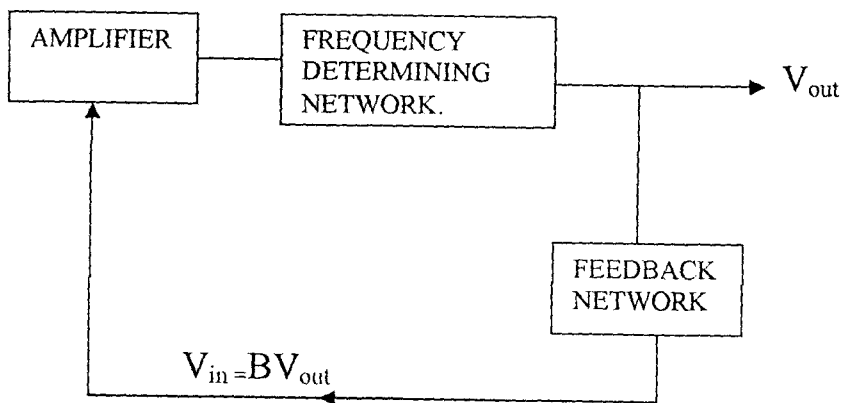 AMPLIFIER
FREQUENCY
DETERMINING
NETWORK.
Vout
FEEDBACK
NETWORK
Vin =BVout